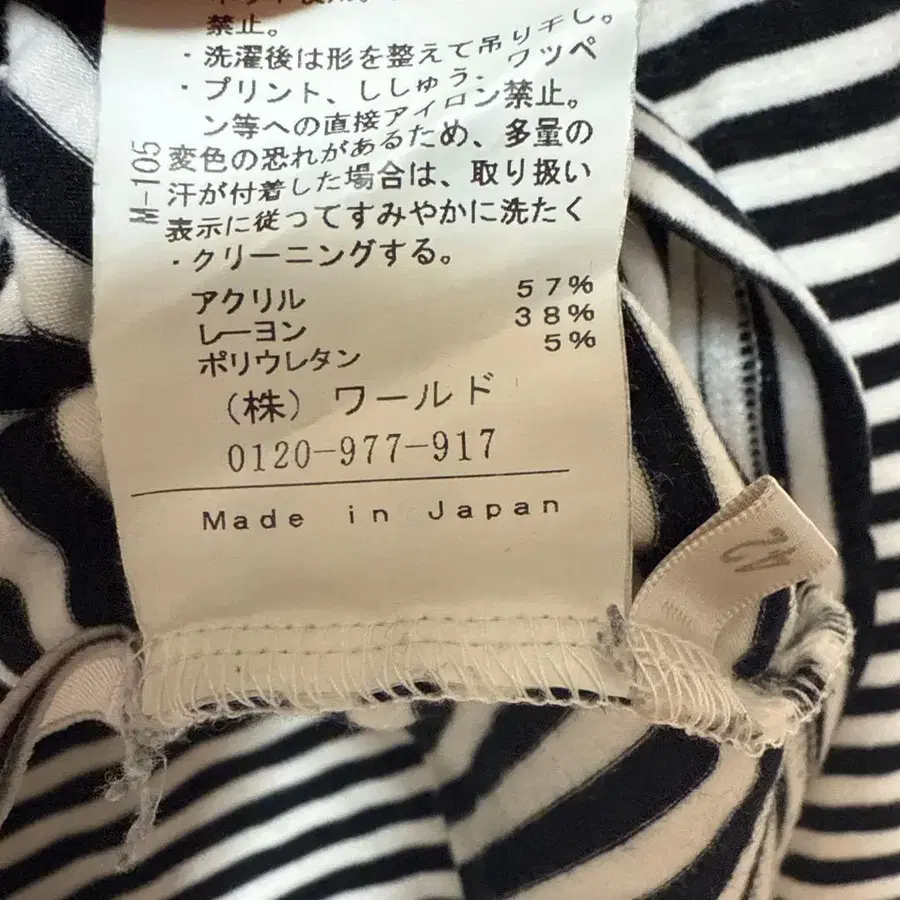 禁止。
・洗濯後は形を整えて吊り干し。
・プリント、ししゅう、ワッペ
ン等への直接アイロン禁止。
変色の恐れがあるため、多量の
汗が付着した場合は、取り扱い
表示に従ってすみやかに洗たく
・クリーニングする。
M-105
アクリル 57%
レーヨン 38%
ポリウレタン 5%
(株) ワールド
0120-977-917
Made in Japan
42